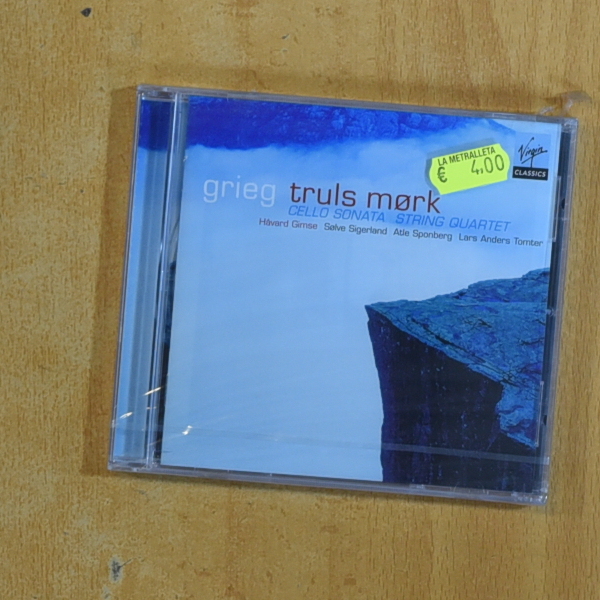 LA METRALLETA
€ 4.00
Virgin
CLASSICS
grieg truls mørk
CELLO SONATA STRING QUARTET
Håvard Gimse Sølve Sigerland Atle Sponberg Lars Anders Tomter